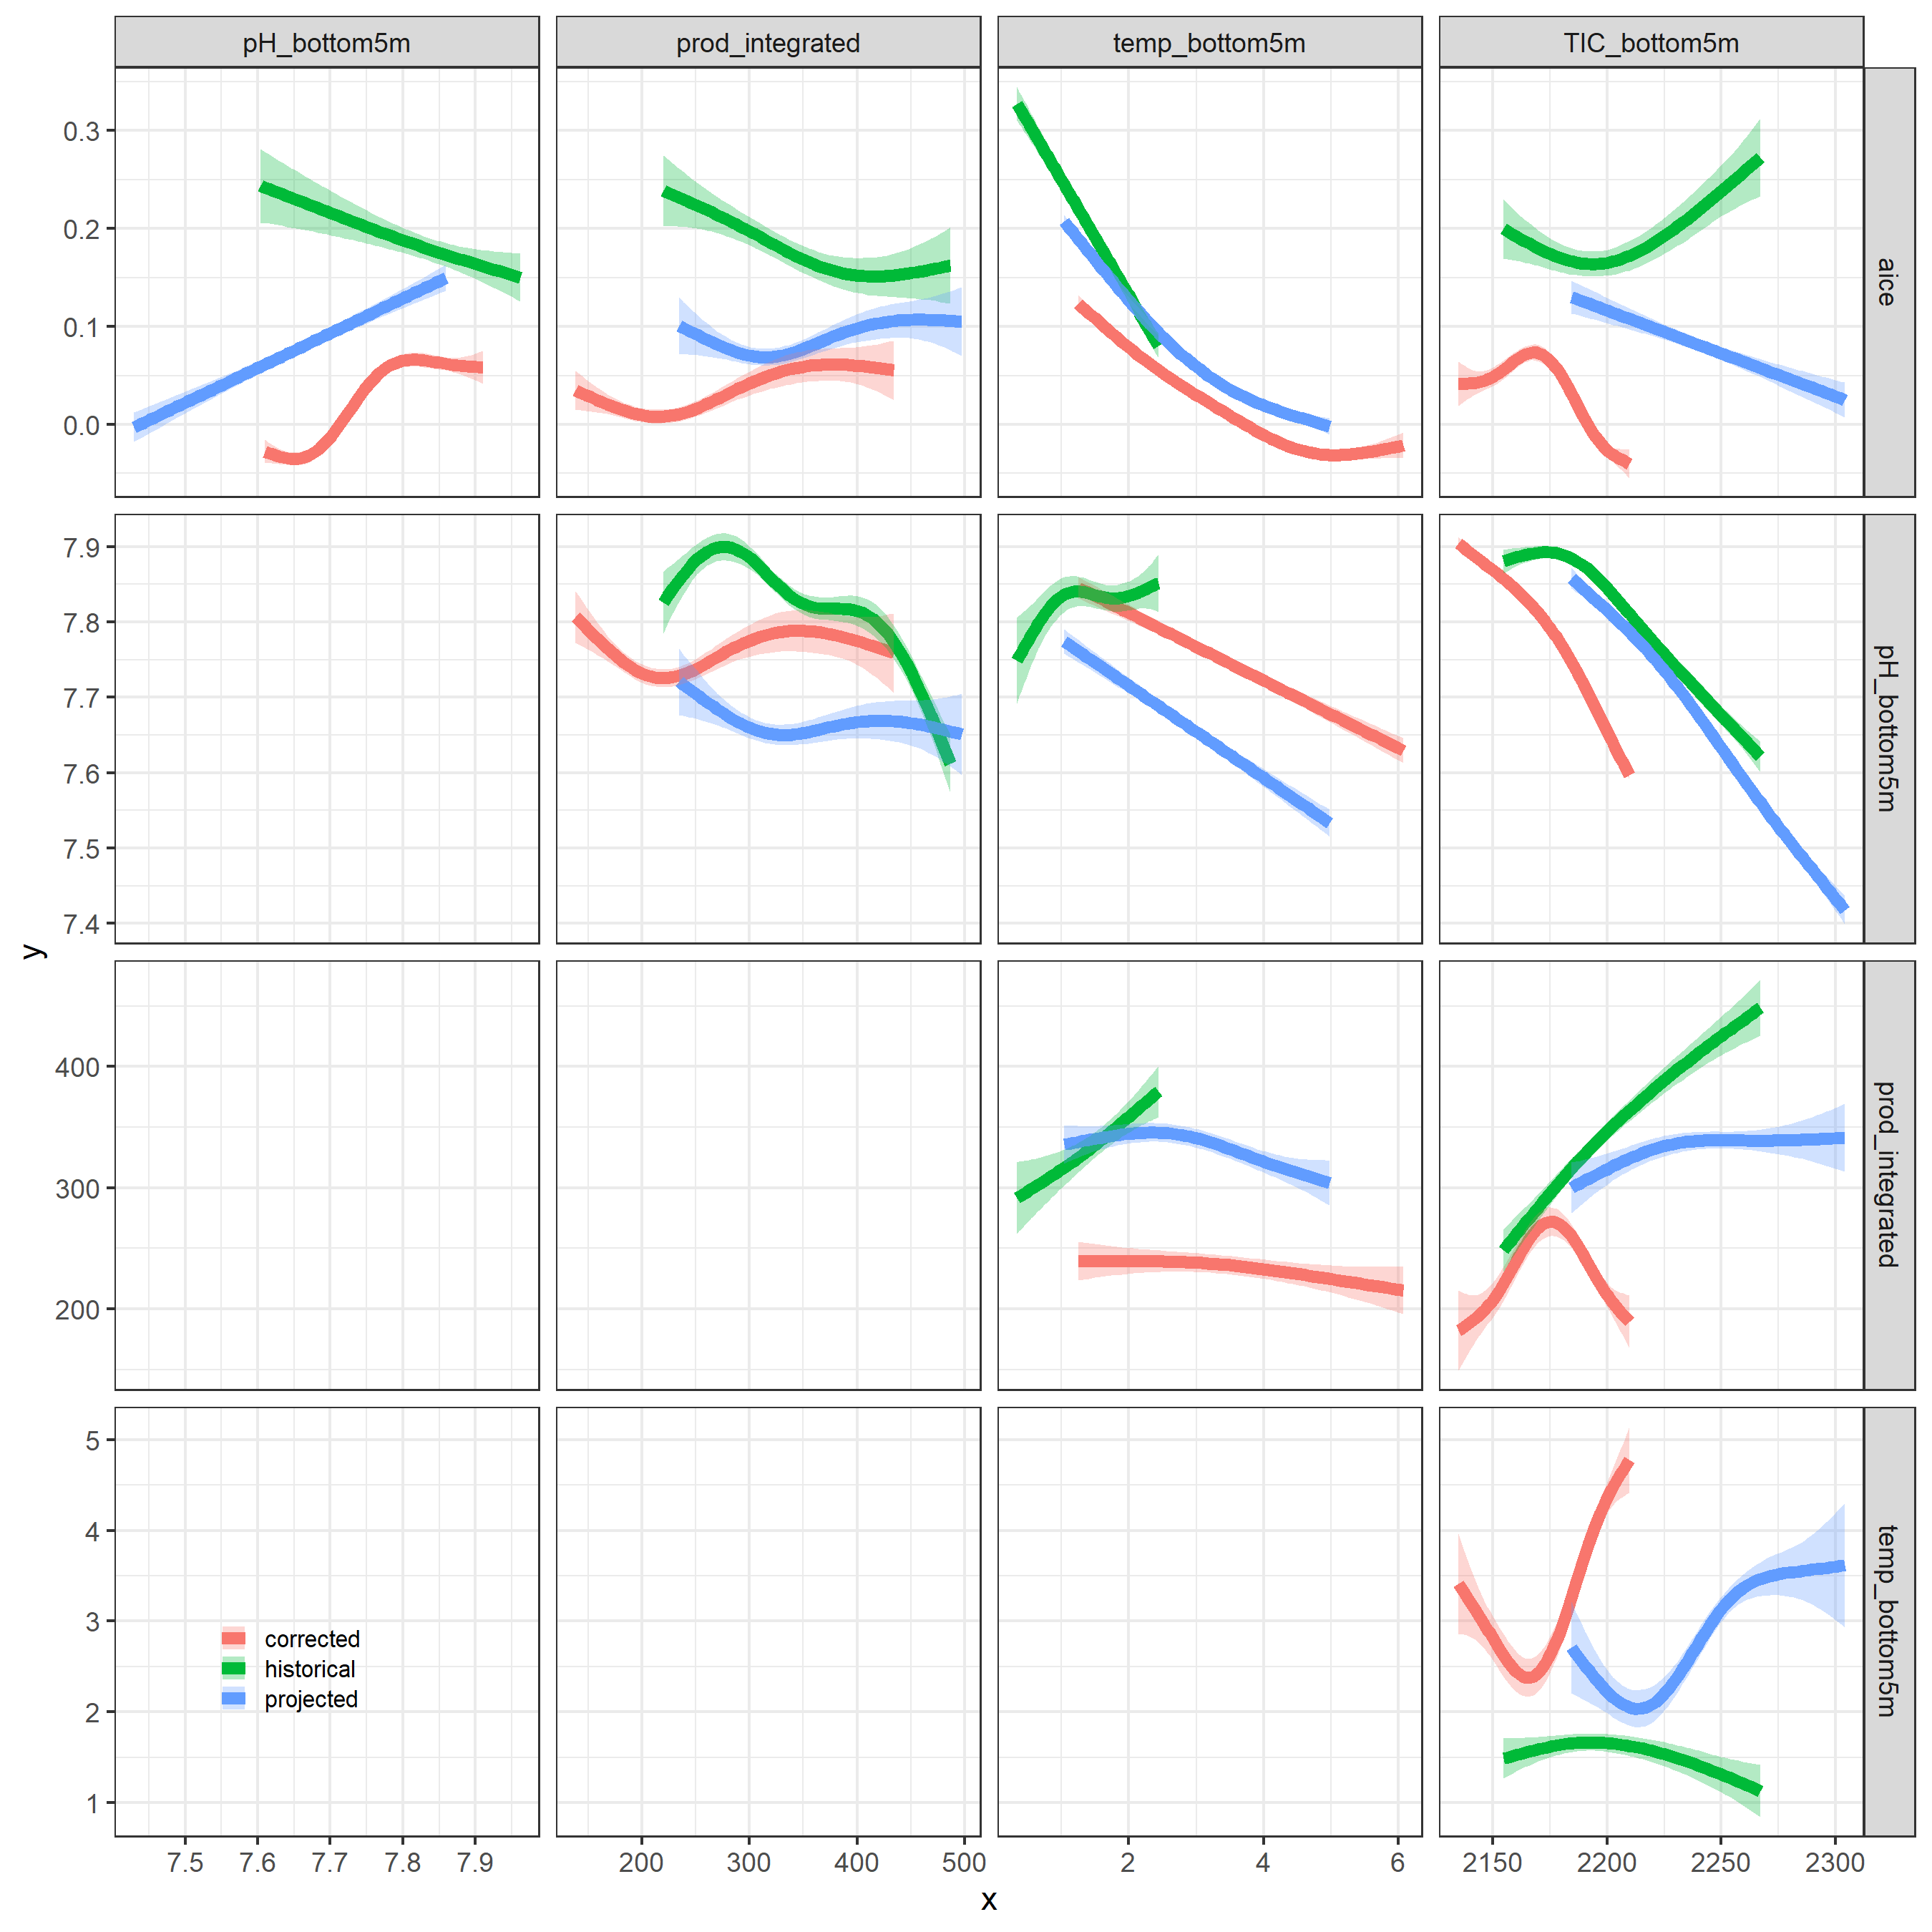 pH_bottom5m prod_integrated temp_bottom5m TIC_bottom5m
0.3
0.2
0.1
0.0
aice
7.9
7.8
7.7
7.6
7.5
7.4
pH_bottom5m
y
400
300
200
prod_integrated
5
4
3
2
1
temp_bottom5m
corrected
historical
projected
7.5 7.6 7.7 7.8 7.9 200 300 400 500 2 4 6 2150 2200 2250 2300
x